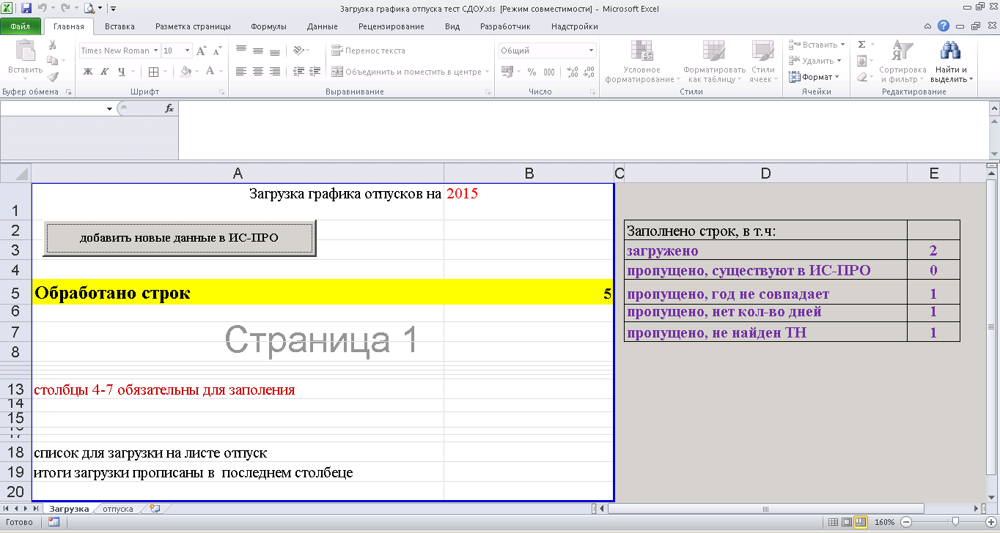 Загрузка графика отпуска тест СДОУ.xls [Режим совместимости] - Microsoft Excel
Файл Главная Вставка Разметка страницы Формулы Данные Рецензирование Вид Разработчик Надстройки
Вставить
Буфер обмена
Times New Roman 10
Ж К Ч
Шрифт
Перенос текста
Объединить и поместить в центре
Выравнивание
Общий
% 000
Число
Условное форматирование
Форматировать как таблицу
Стили ячеек
Стили
Вставить
Удалить
Формат
Ячейки
Сортировка и фильтр
Найти и выделить
Редактирование
fx
A B C D E
1 Загрузка графика отпусков на 2015
2 добавить новые данные в ИС-ПРО Заполнено строк, в т.ч:
3 загружено 2
4 пропущено, существуют в ИС-ПРО 0
5 Обработано строк 5 пропущено, год не совпадает 1
6 пропущено, нет кол-во дней 1
7 Страница 1 пропущено, не найден ТН 1
8
13 столбцы 4-7 обязательны для заполения
14
15
18 список для загрузки на листе отпуск
19 итоги загрузки прописаны в последнем столбеце
20
Загрузка отпуска
Готово 160%